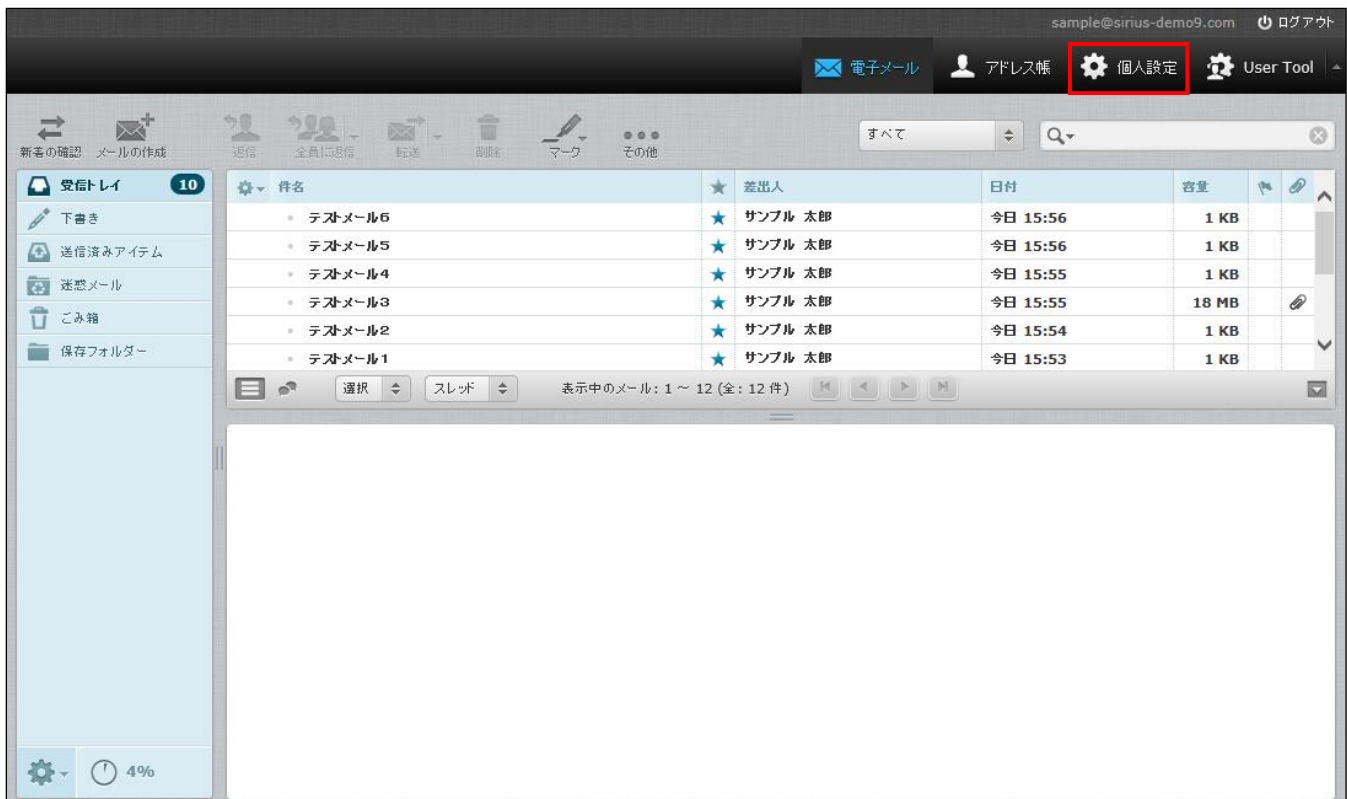 sample@sirius-demo9.com ログアウト
電子メール アドレス帳 個人設定 User Tool
新着の確認 メールの作成 返信 全員に返信 転送 削除 マーク その他 すべて
受信トレイ 10
下書き
送信済みアイテム
迷惑メール
ごみ箱
保存フォルダー
件名 差出人 日付 容量
テストメール6 サンプル 太郎 今日 15:56 1 KB
テストメール5 サンプル 太郎 今日 15:56 1 KB
テストメール4 サンプル 太郎 今日 15:55 1 KB
テストメール3 サンプル 太郎 今日 15:55 18 MB
テストメール2 サンプル 太郎 今日 15:54 1 KB
テストメール1 サンプル 太郎 今日 15:53 1 KB
選択 スレッド 表示中のメール: 1 ~ 12 (全: 12 件)
4%